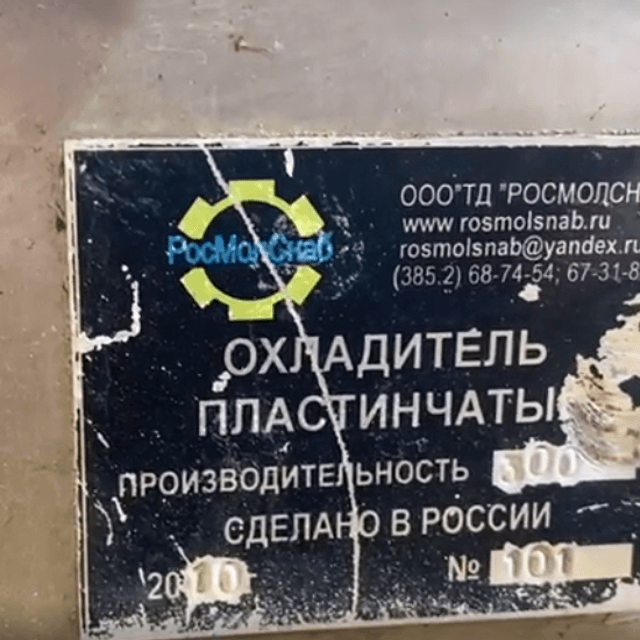 ООО"ТД "РОСМОЛСН
www rosmolsnab.ru
rosmolsnab@yandex.ru
(385.2) 68-74-54; 67-31-8
РосМолСнаб
ОХЛАДИТЕЛЬ
ПЛАСТИНЧАТЫ
ПРОИЗВОДИТЕЛЬНОСТЬ
СДЕЛАНО В РОССИИ
2010 г № 101